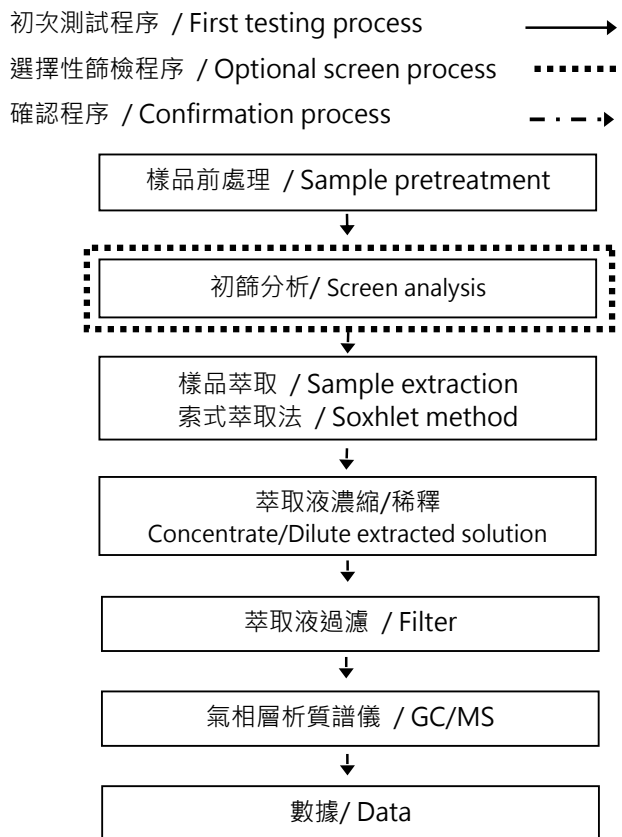 初次測試程序 / First testing process
選擇性篩檢程序 / Optional screen process
確認程序 / Confirmation process
樣品前處理 / Sample pretreatment
初篩分析/ Screen analysis
樣品萃取 / Sample extraction
索式萃取法 / Soxhlet method
萃取液濃縮/稀釋
Concentrate/Dilute extracted solution
萃取液過濾 / Filter
氣相層析質譜儀 / GC/MS
數據/ Data